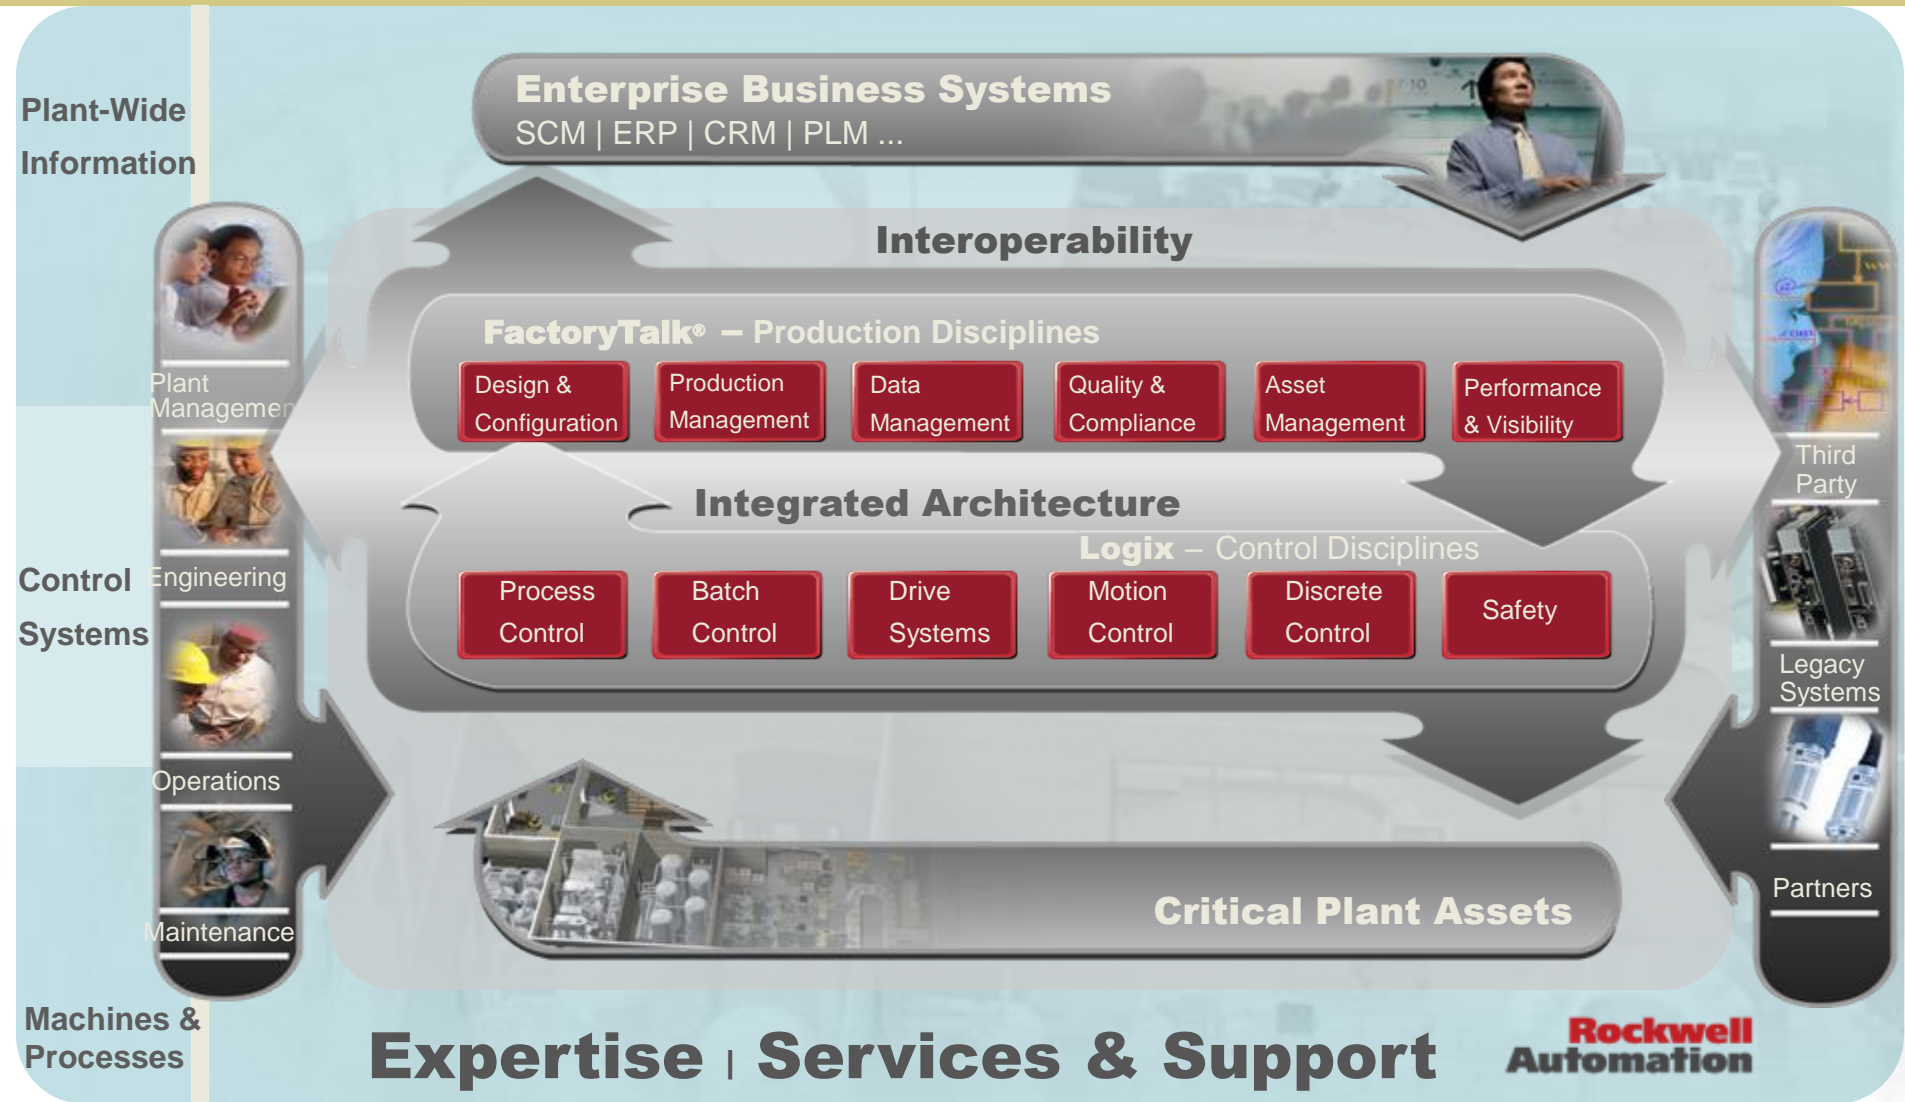 Plant-Wide
Information
Enterprise Business Systems
SCM | ERP | CRM | PLM ...
Interoperability
FactoryTalk® – Production Disciplines
Design &
Configuration
Production
Management
Data
Management
Quality &
Compliance
Asset
Management
Performance
& Visibility
Integrated Architecture
Logix – Control Disciplines
Process
Control
Batch
Control
Drive
Systems
Motion
Control
Discrete
Control
Safety
Plant
Managemen
Engineering
Operations
Maintenance
Control
Systems
Third
Party
Legacy
Systems
Partners
Critical Plant Assets
Machines &
Processes
Expertise | Services & Support
Rockwell
Automation